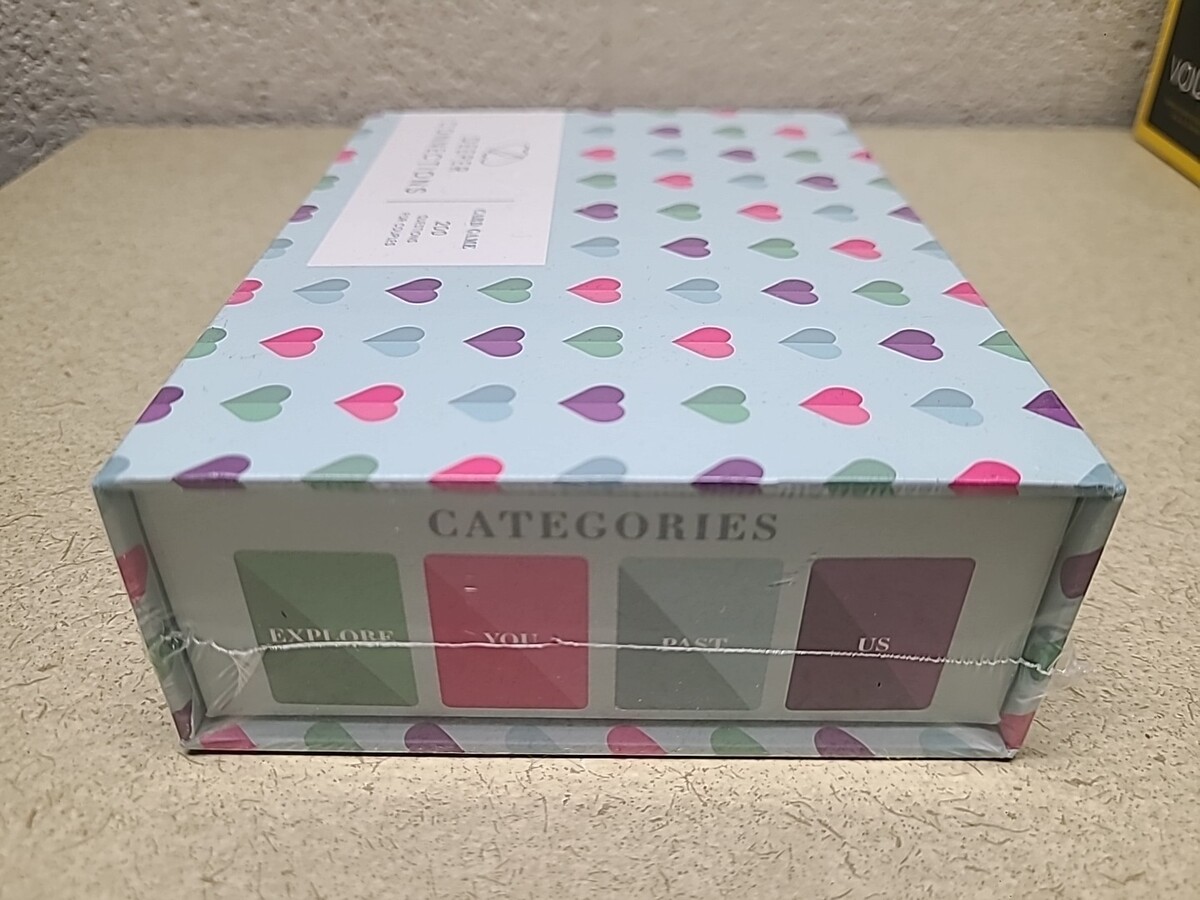 DEEPER
CONNECTIONS
CARD GAME
200
QUESTIONS
FOR COUPLES
CATEGORIES
EXPLORE
YOU
PAST
US